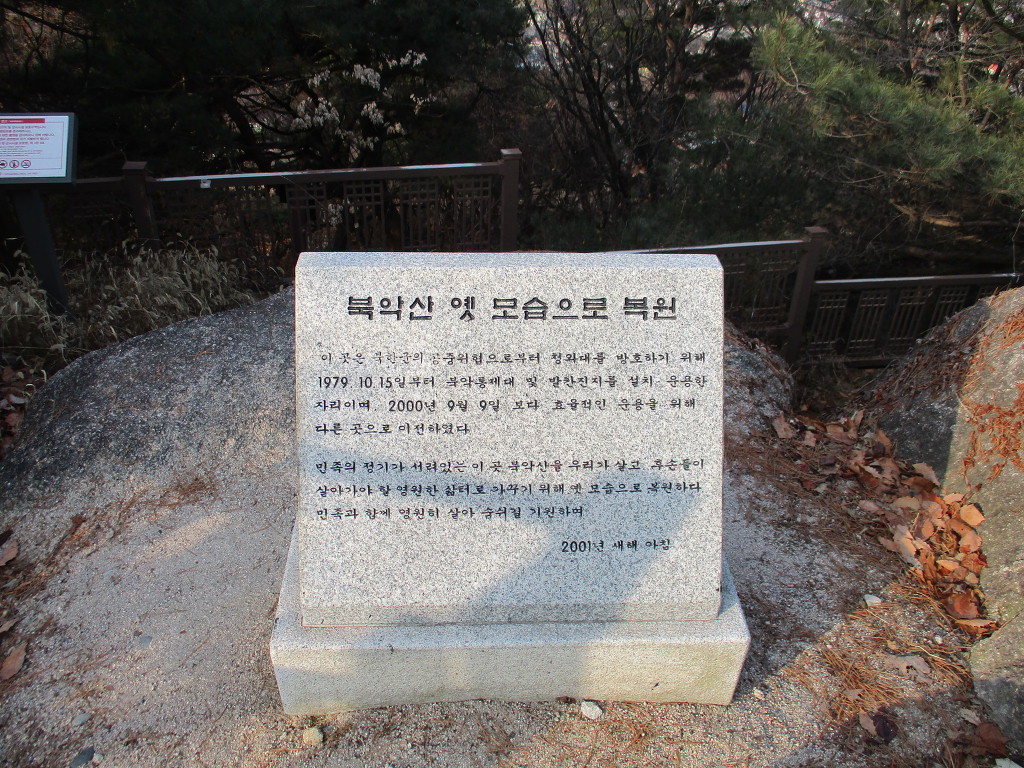 북악산 옛 모습으로 복원
이 곳은 북한군의 공중위협으로부터 청와대를 방호하기 위해
1979. 10. 15일부터 북악통제대 및 발칸진지를 설치 운용한
자리이며, 2000년 9월 9일 보다 효율적인 운용을 위해
다른 곳으로 이전하였다.
민족의 정기가 서려있는 이 곳 북악산을 우리가 살고, 후손들이
살아가야 할 영원한 삶터로 가꾸기 위해 옛 모습으로 복원하다
민족과 함께 영원히 살아 숨쉬길 기원하며
2001년 새해 아침